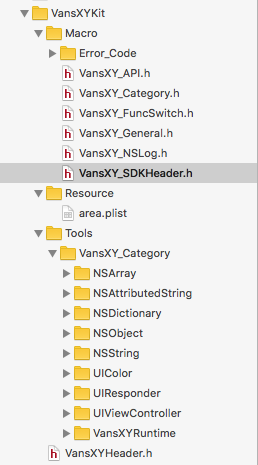 VansXYKit
Macro
Error_Code
VansXY_API.h
VansXY_Category.h
VansXY_FuncSwitch.h
VansXY_General.h
VansXY_NSLog.h
VansXY_SDKHeader.h
Resource
area.plist
Tools
VansXY_Category
NSArray
NSAttributedString
NSDictionary
NSObject
NSString
UIColor
UIResponder
UIViewController
VansXYRuntime
VansXYHeader.h